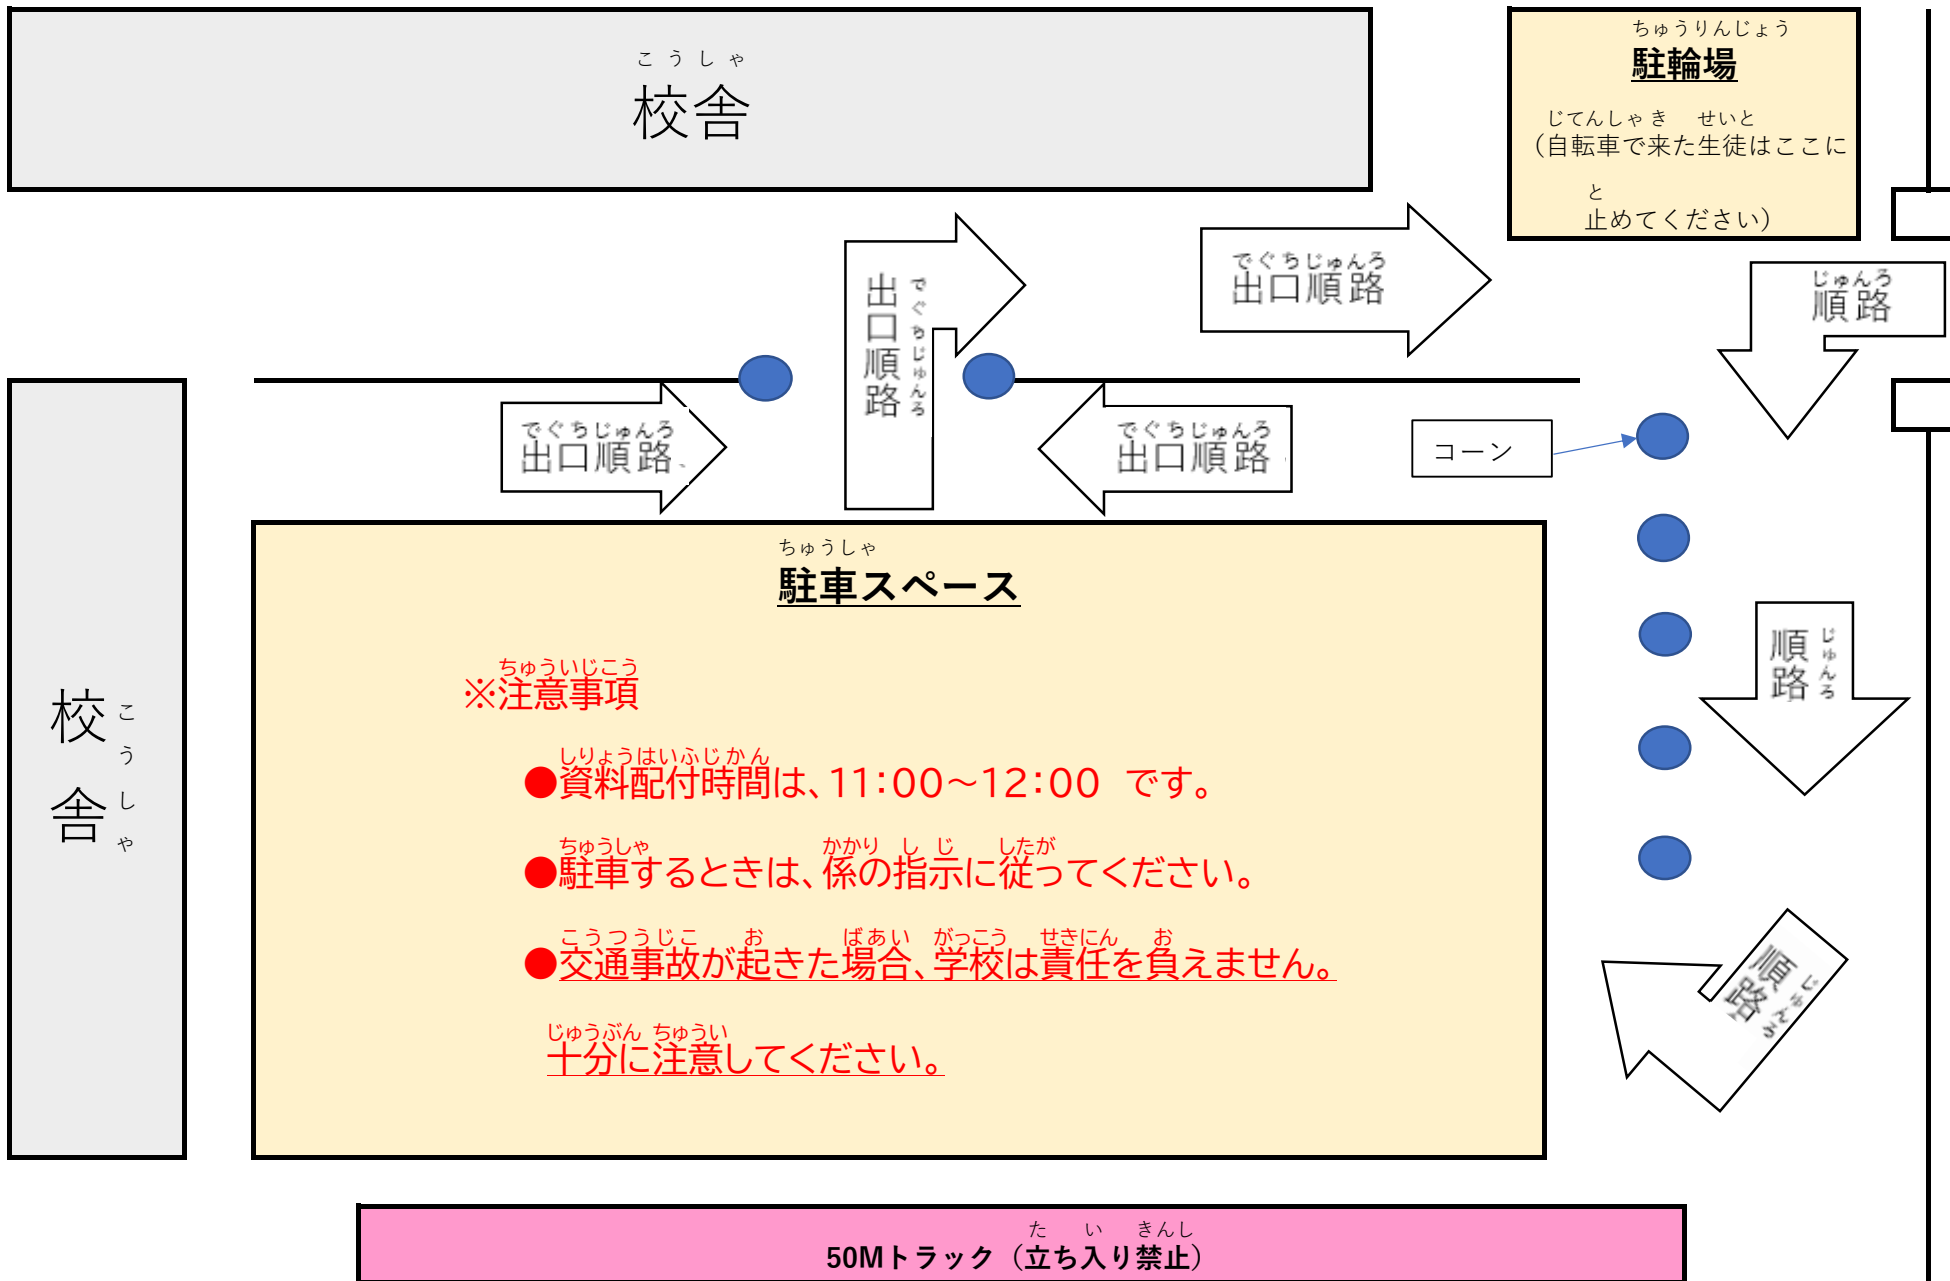 こうしゃ
校舎
ちゅうりんじょう
駐輪場
じてんしゃ き せいと
（自転車で来た生徒はここに
と
止めてください）
でぐちじゅんろ
出口順路
でぐちじゅんろ
出口順路
じゅんろ
順路
でぐちじゅんろ
出口順路
でぐちじゅんろ
出口順路
コーン
ちゅうしゃ
駐車スペース
ちゅういじこう
※注意事項
しりょうはいふじかん
●資料配付時間は、11：00～12：00 です。
ちゅうしゃ かかり しじ したが
●駐車するときは、係の指示に従ってください。
こうつうじこ お ばあい がっこう せきにん お
●交通事故が起きた場合、学校は責任を負えません。
じゅうぶん ちゅうい
十分に注意してください。
こうしゃ
校舎
じゅんろ
順路
じゅんろ
順路
た い きんし
50Mトラック（立ち入り禁止）